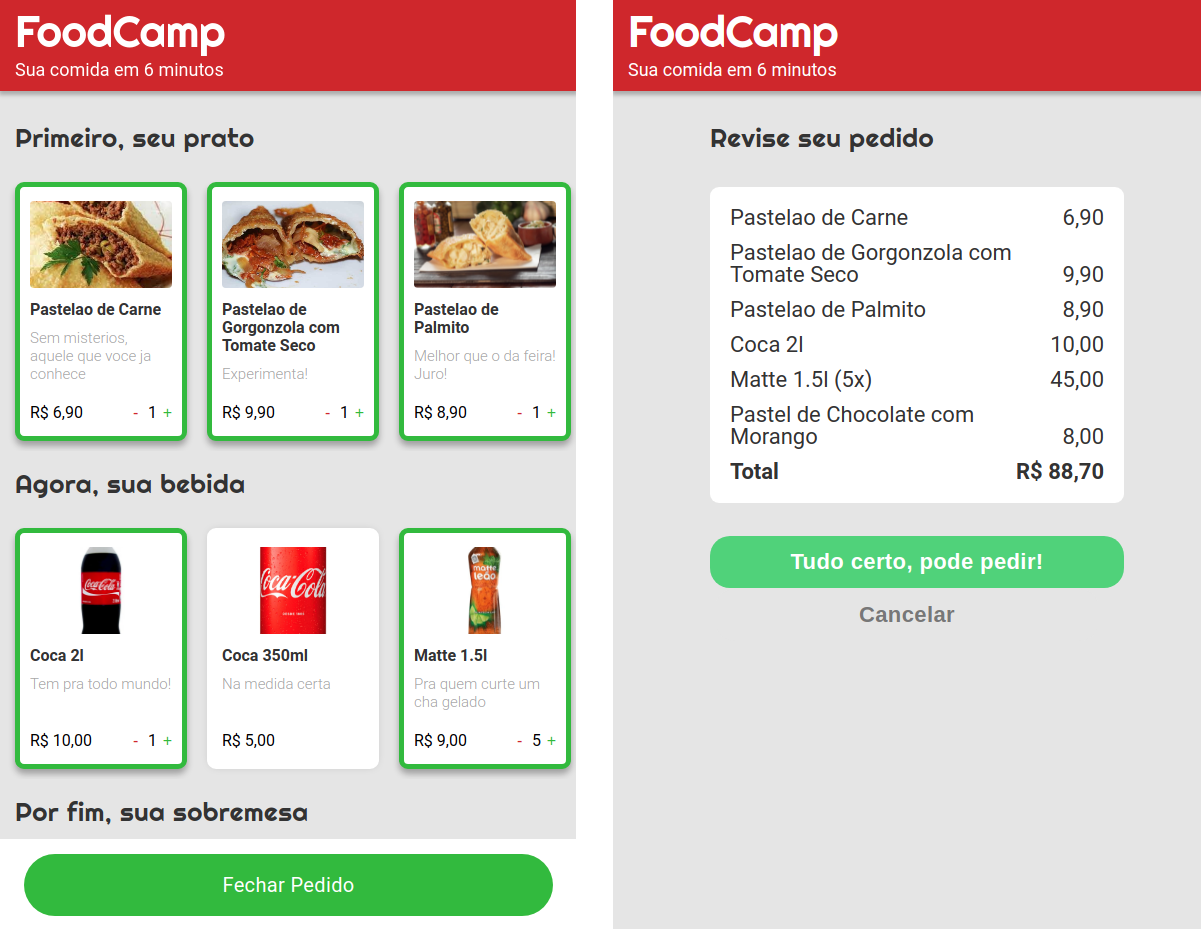 FoodCamp
Sua comida em 6 minutos
Primeiro, seu prato
Pastelao de Carne
Sem misterios,
aquele que voce ja
conhece
R$ 6,90 - 1 +
Pastelao de
Gorgonzola com
Tomate Seco
Experimenta!
R$ 9,90 - 1 +
Pastelao de
Palmito
Melhor que o da feira!
Juro!
R$ 8,90 - 1 +
Agora, sua bebida
Coca-Cola
Coca 2l
Tem pra todo mundo!
R$ 10,00 - 1 +
Coca-Cola
Coca 350ml
Na medida certa
R$ 5,00
matte
leão
Matte 1.5l
Pra quem curte um
cha gelado
R$ 9,00 - 5 +
Por fim, sua sobremesa
Fechar Pedido
FoodCamp
Sua comida em 6 minutos
Revise seu pedido
Pastelao de Carne 6,90
Pastelao de Gorgonzola com
Tomate Seco 9,90
Pastelao de Palmito 8,90
Coca 2l 10,00
Matte 1.5l (5x) 45,00
Pastel de Chocolate com
Morango 8,00
Total R$ 88,70
Tudo certo, pode pedir!
Cancelar